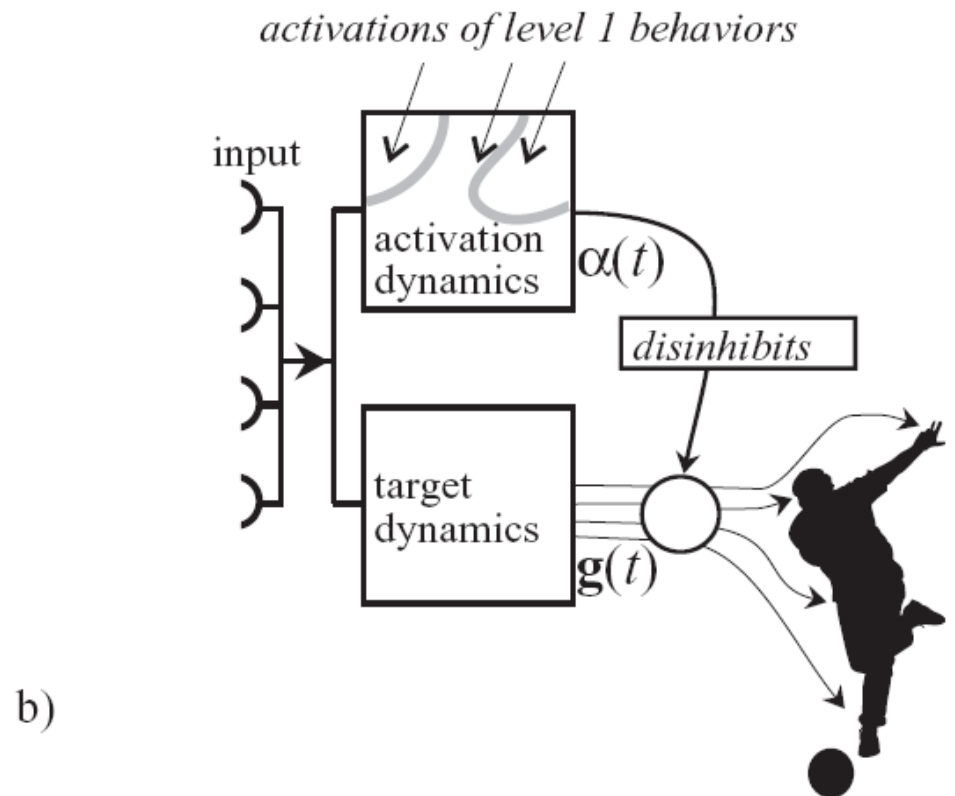 activations of level 1 behaviors
input
activation
dynamics
α(t)
disinhibits
target
dynamics
g(t)
b)